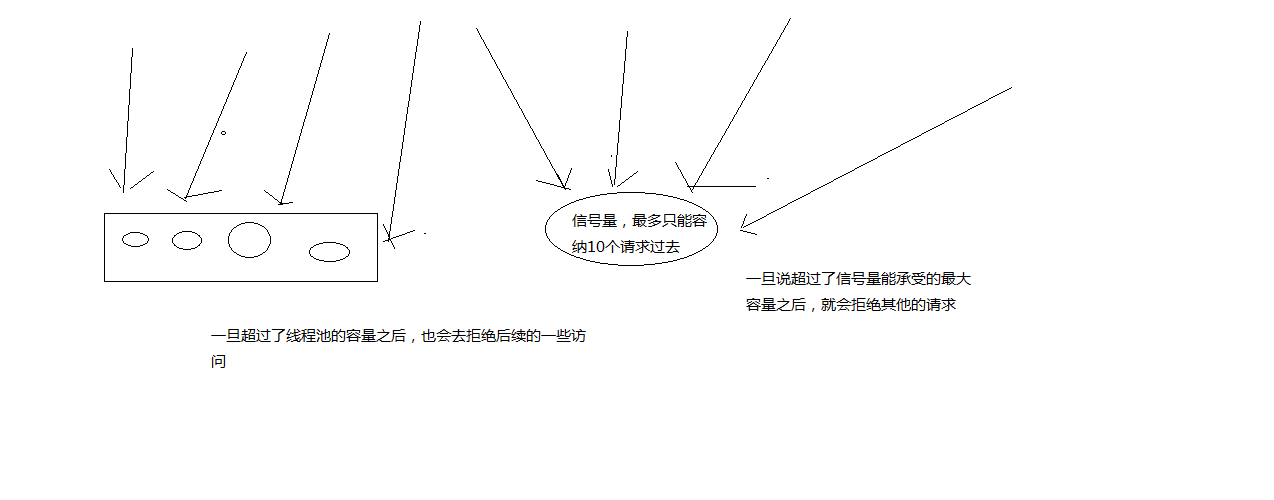 信号量，最多只能容
纳10个请求过去
一旦说超过了信号量能承受的最大
容量之后，就会拒绝其他的请求
一旦超过了线程池的容量之后，也会去拒绝后续的一些访
问